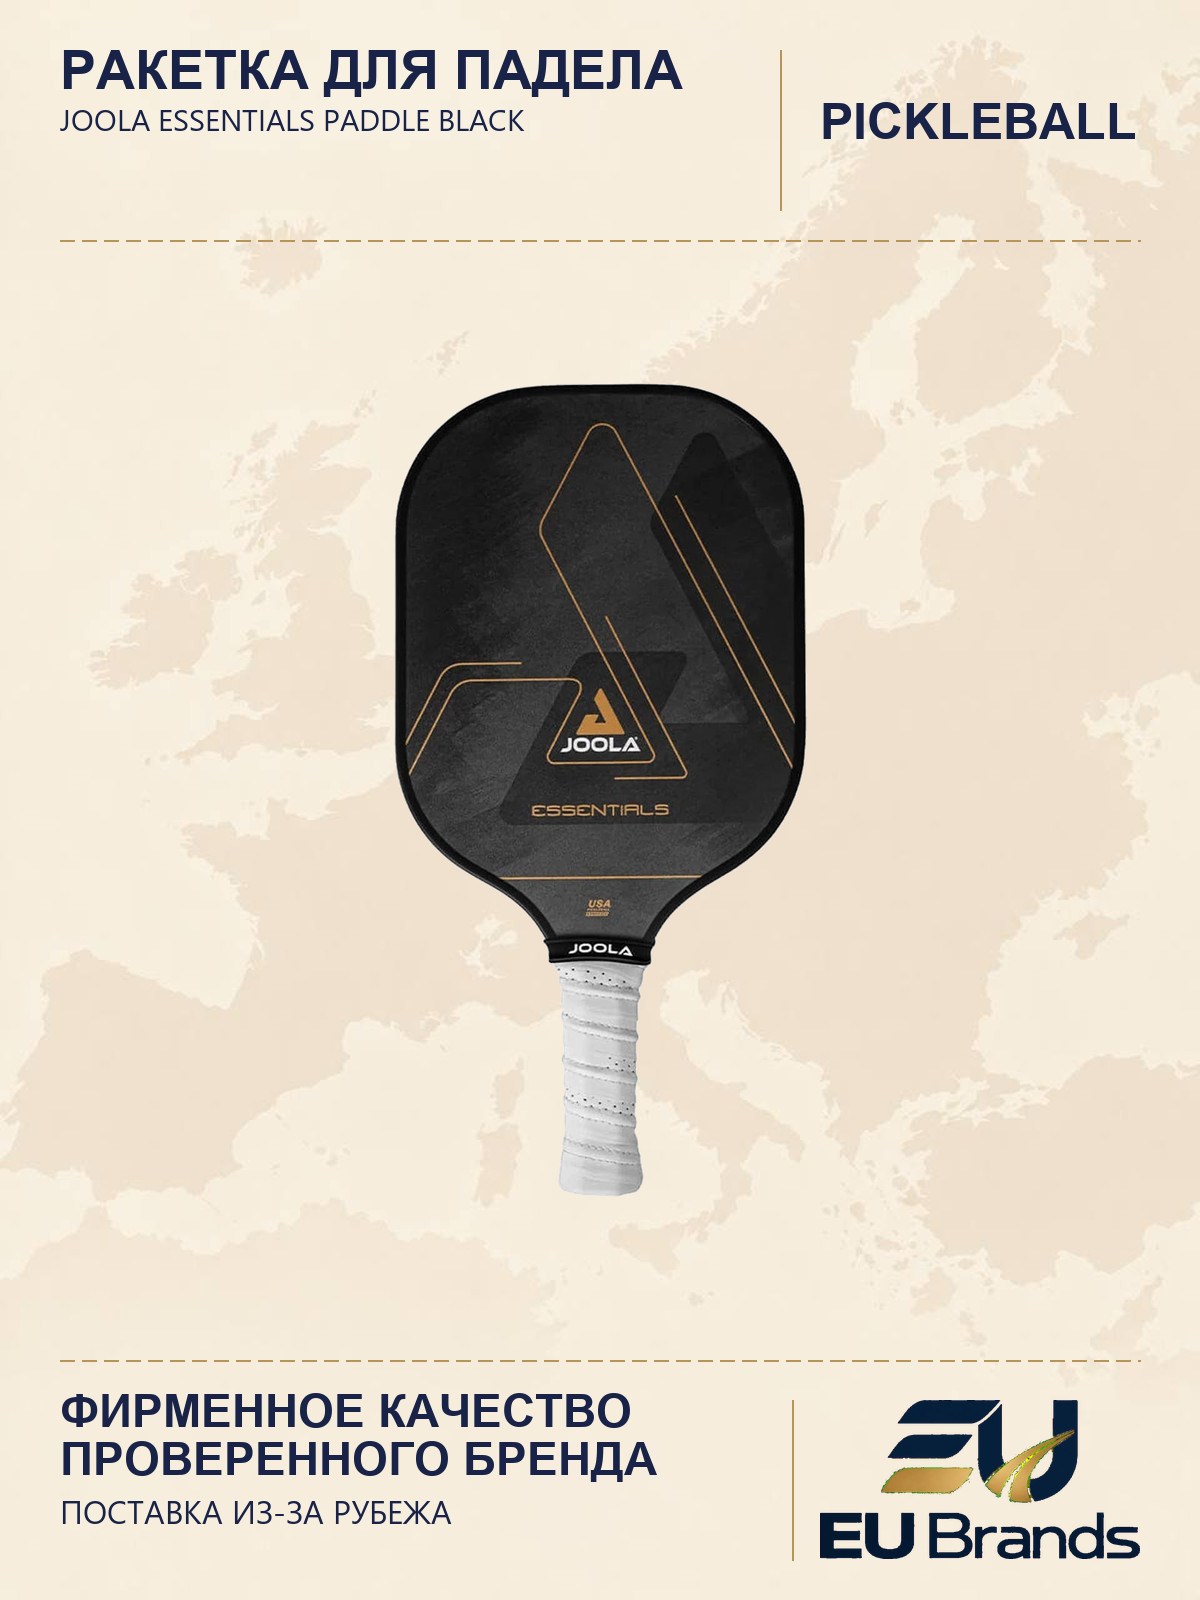 РАКЕТКА ДЛЯ ПАДЕЛА
JOOLA ESSENTIALS PADDLE BLACK
PICKLEBALL
JOOLA
ESSENTIALS
USA
JOOLA
ФИРМЕННОЕ КАЧЕСТВО
ПРОВЕРЕННОГО БРЕНДА
ПОСТАВКА ИЗ-ЗА РУБЕЖА
EU
EU Brands